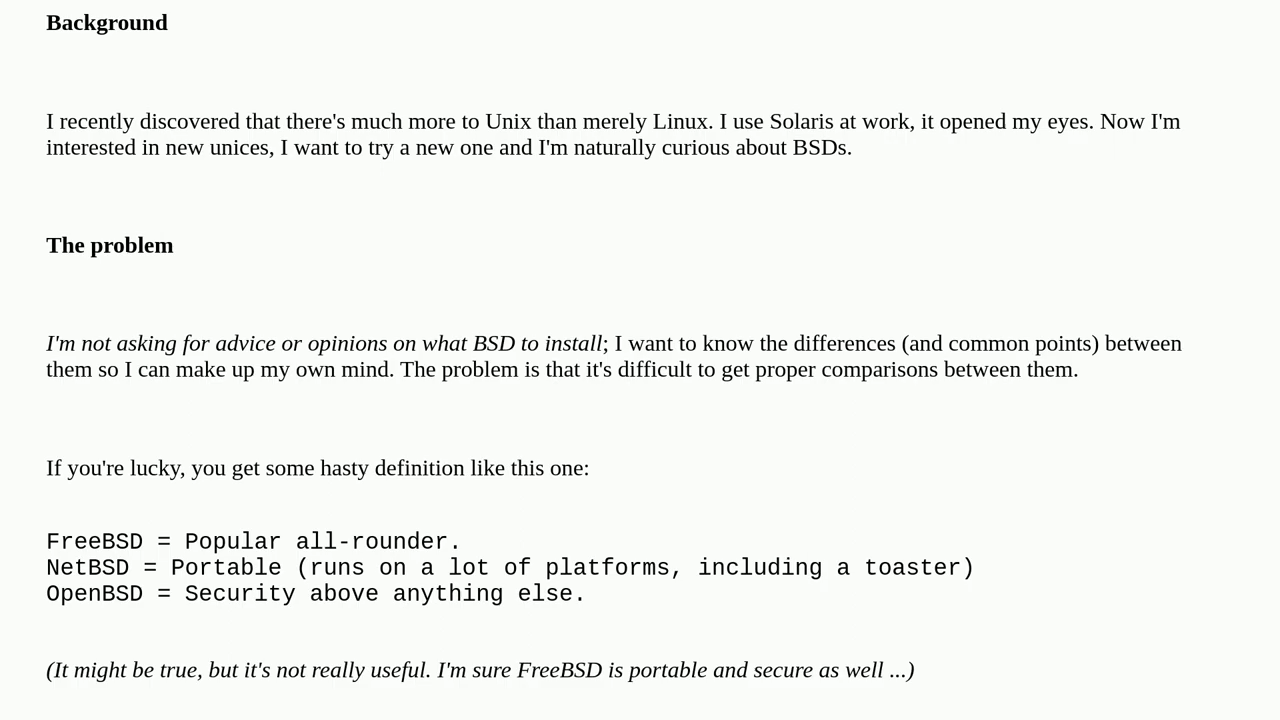 Background
I recently discovered that there's much more to Unix than merely Linux. I use Solaris at work, it opened my eyes. Now I'm
interested in new unices, I want to try a new one and I'm naturally curious about BSDs.
The problem
I'm not asking for advice or opinions on what BSD to install; I want to know the differences (and common points) between
them so I can make up my own mind. The problem is that it's difficult to get proper comparisons between them.
If you're lucky, you get some hasty definition like this one:
FreeBSD = Popular all-rounder.
NetBSD = Portable (runs on a lot of platforms, including a toaster)
OpenBSD = Security above anything else.
(It might be true, but it's not really useful. I'm sure FreeBSD is portable and secure as well ...)